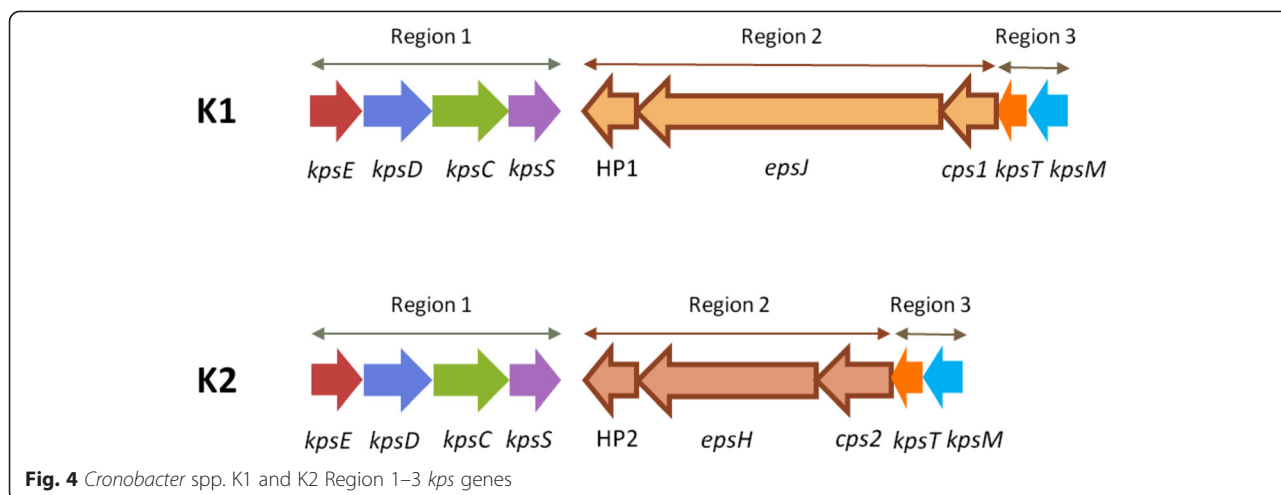 Region 1 Region 2 Region 3
K1
kpsE kpsD kpsC kpsS HP1 epsJ cps1 kpsT kpsM
Region 1 Region 2 Region 3
K2
kpsE kpsD kpsC kpsS HP2 epsH cps2 kpsT kpsM
Fig. 4 Cronobacter spp. K1 and K2 Region 1–3 kps genes